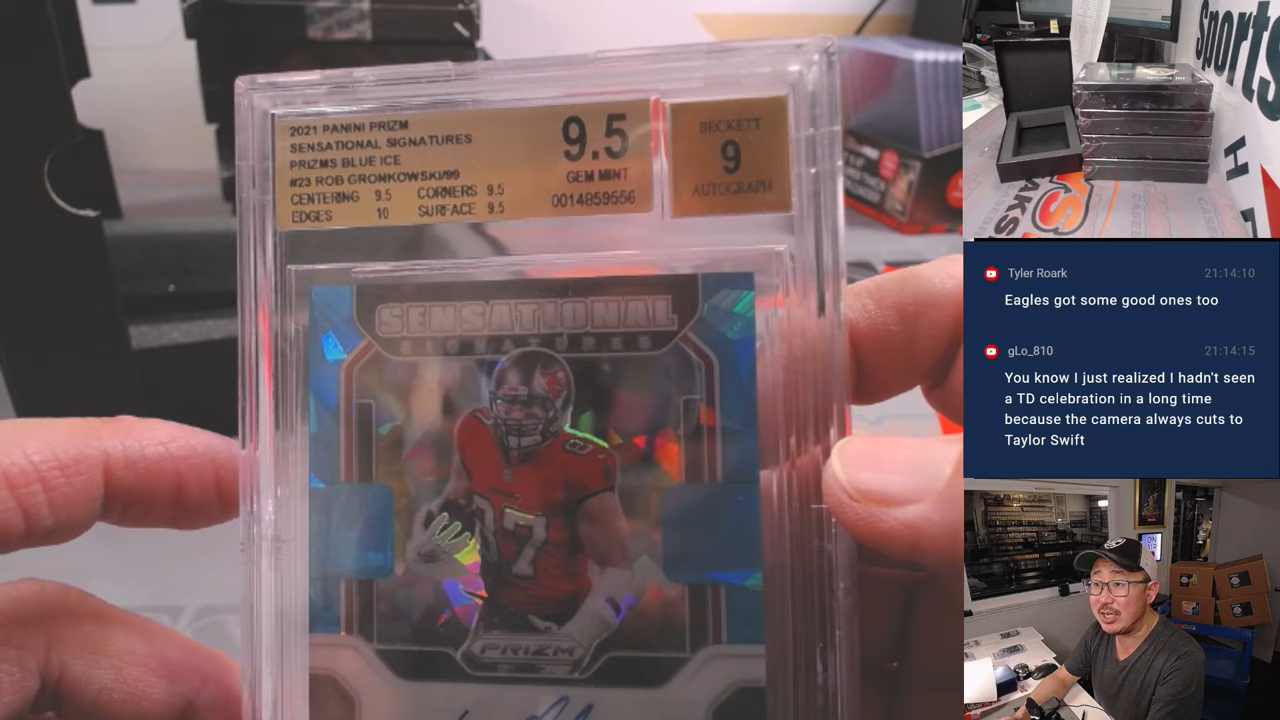 2021 PANINI PRIZM
SENSATIONAL SIGNATURES
PRIZMS BLUE ICE
#23 ROB GRONKOWSKI/99
CENTERING 9.5 CORNERS 9.5
EDGES 10 SURFACE 9.5
9.5
GEM MINT
0014859556
BECKETT
9
AUTOGRAPH
SENSATIONAL
SIGNATURES
87
PRIZM
Sports
Tyler Roark 21:14:10
Eagles got some good ones too
gLo_810 21:14:15
You know I just realized I hadn't seen
a TD celebration in a long time
because the camera always cuts to
Taylor Swift